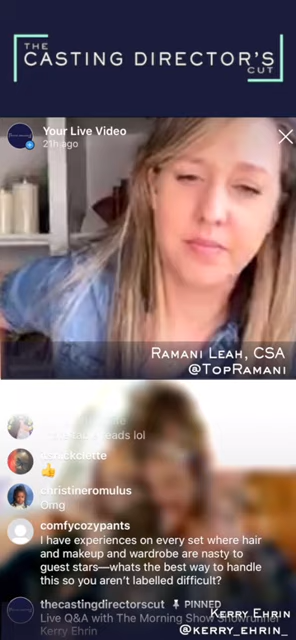 THE
CASTING DIRECTOR'S
CUT
Your Live Video
21h ago
RAMANI LEAH, CSA
@TOPRAMANI
lol
👍
christineromulus
Omg
comfycozypants
I have experiences on every set where hair
and makeup and wardrobe are nasty to
guest stars—whats the best way to handle
this so you aren't labelled difficult?
thecastingdirectorscut PINNED
Live Q&A with The Morning Show Showrunner
Kerry Ehrin
KERRY EHRIN
@KERRY_EHRIN_